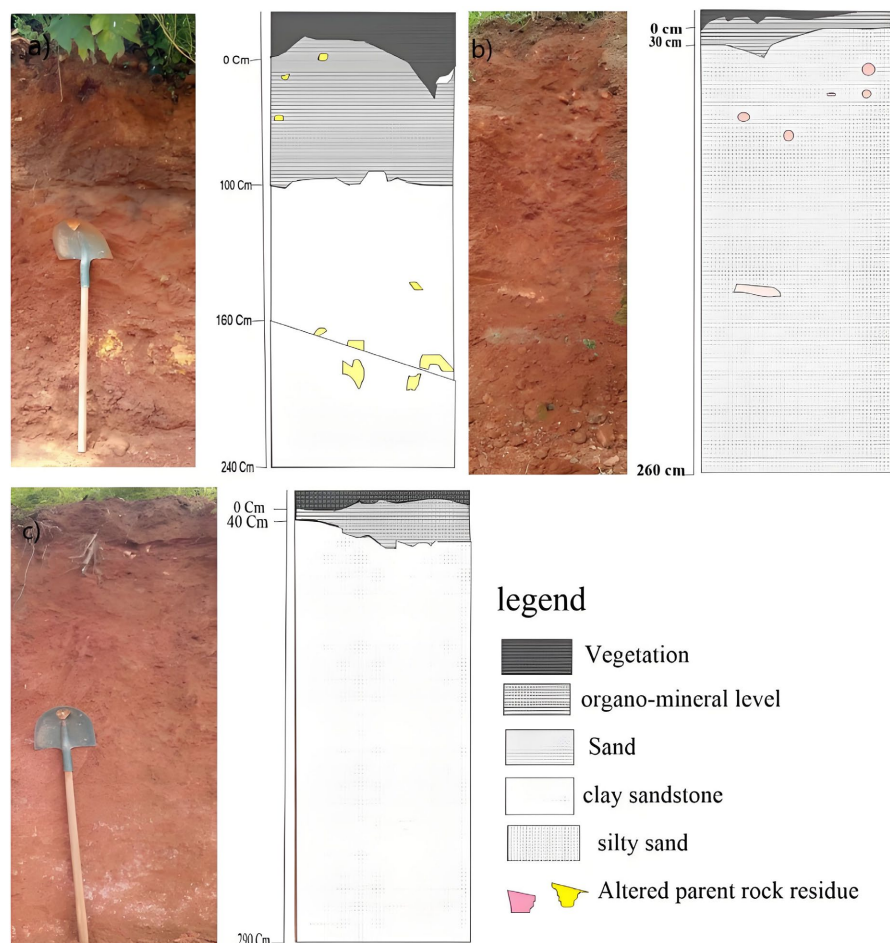 a)
0 Cm
100 Cm
160 Cm
240 Cm
b)
0 cm
30 cm
260 cm
c)
0 Cm
40 Cm
290 Cm
legend
Vegetation
organo-mineral level
Sand
clay sandstone
silty sand
Altered parent rock residue